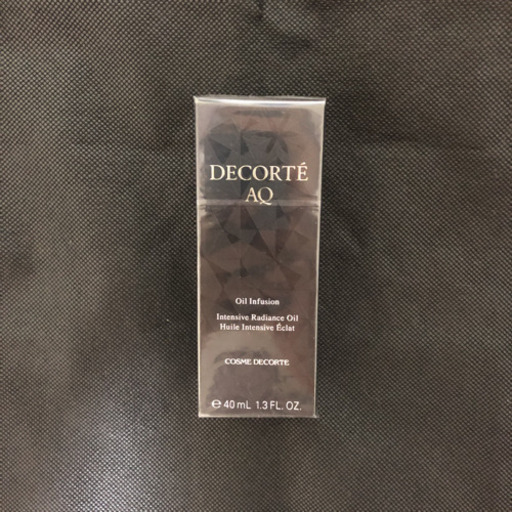 DECORTÉ
AQ
Oil Infusion
Intensive Radiance Oil
Huile Intensive Éclat
COSME DECORTE
℮ 40 mL 1.3 FL. OZ.